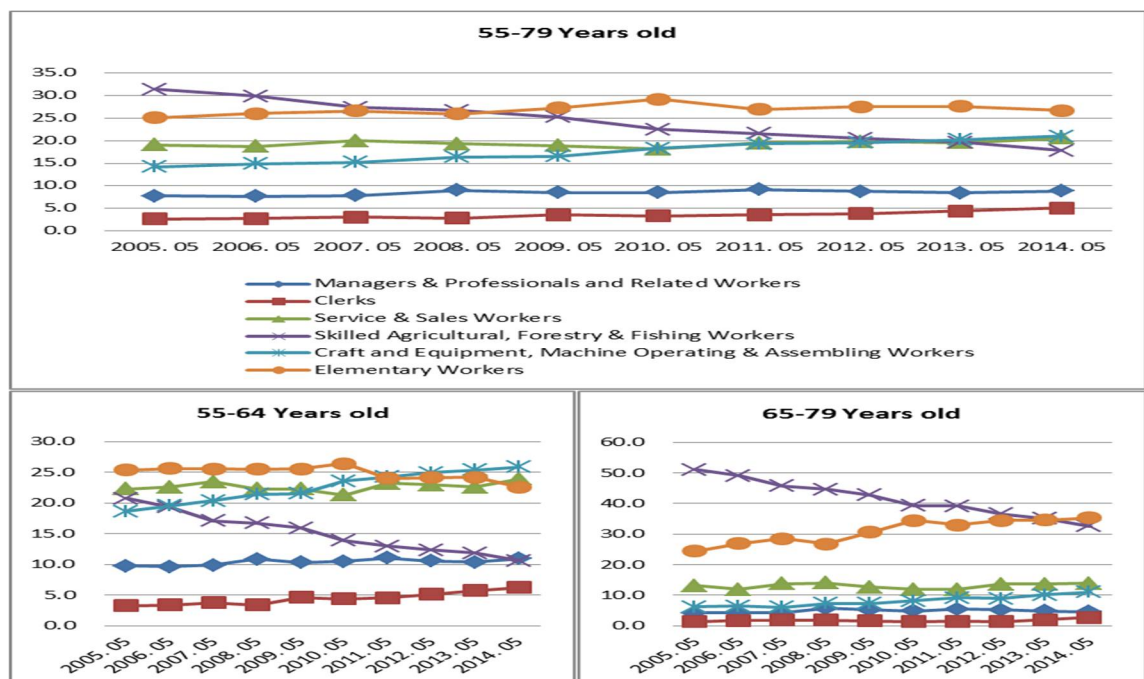 55-79 Years old
35.0
30.0
25.0
20.0
15.0
10.0
5.0
0.0
2005. 05 2006. 05 2007. 05 2008. 05 2009. 05 2010. 05 2011. 05 2012. 05 2013. 05 2014. 05
Managers & Professionals and Related Workers
Clerks
Service & Sales Workers
Skilled Agricultural, Forestry & Fishing Workers
Craft and Equipment, Machine Operating & Assembling Workers
Elementary Workers
55-64 Years old
30.0
25.0
20.0
15.0
10.0
5.0
0.0
2005. 05 2006. 05 2007. 05 2008. 05 2009. 05 2010. 05 2011. 05 2012. 05 2013. 05 2014. 05
65-79 Years old
60.0
50.0
40.0
30.0
20.0
10.0
0.0
2005. 05 2006. 05 2007. 05 2008. 05 2009. 05 2010. 05 2011. 05 2012. 05 2013. 05 2014. 05